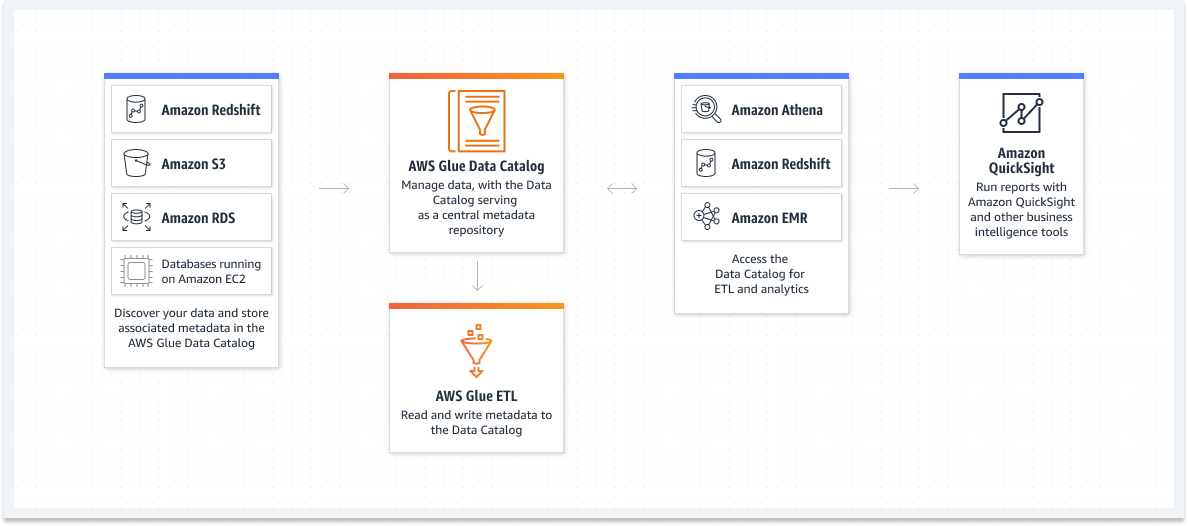 Amazon Redshift
Amazon S3
Amazon RDS
Databases running
on Amazon EC2
Discover your data and store
associated metadata in the
AWS Glue Data Catalog
AWS Glue Data Catalog
Manage data, with the Data
Catalog serving
as a central metadata
repository
AWS Glue ETL
Read and write metadata to
the Data Catalog
Amazon Athena
Amazon Redshift
Amazon EMR
Access the
Data Catalog for
ETL and analytics
Amazon
QuickSight
Run reports with
Amazon QuickSight
and other business
intelligence tools